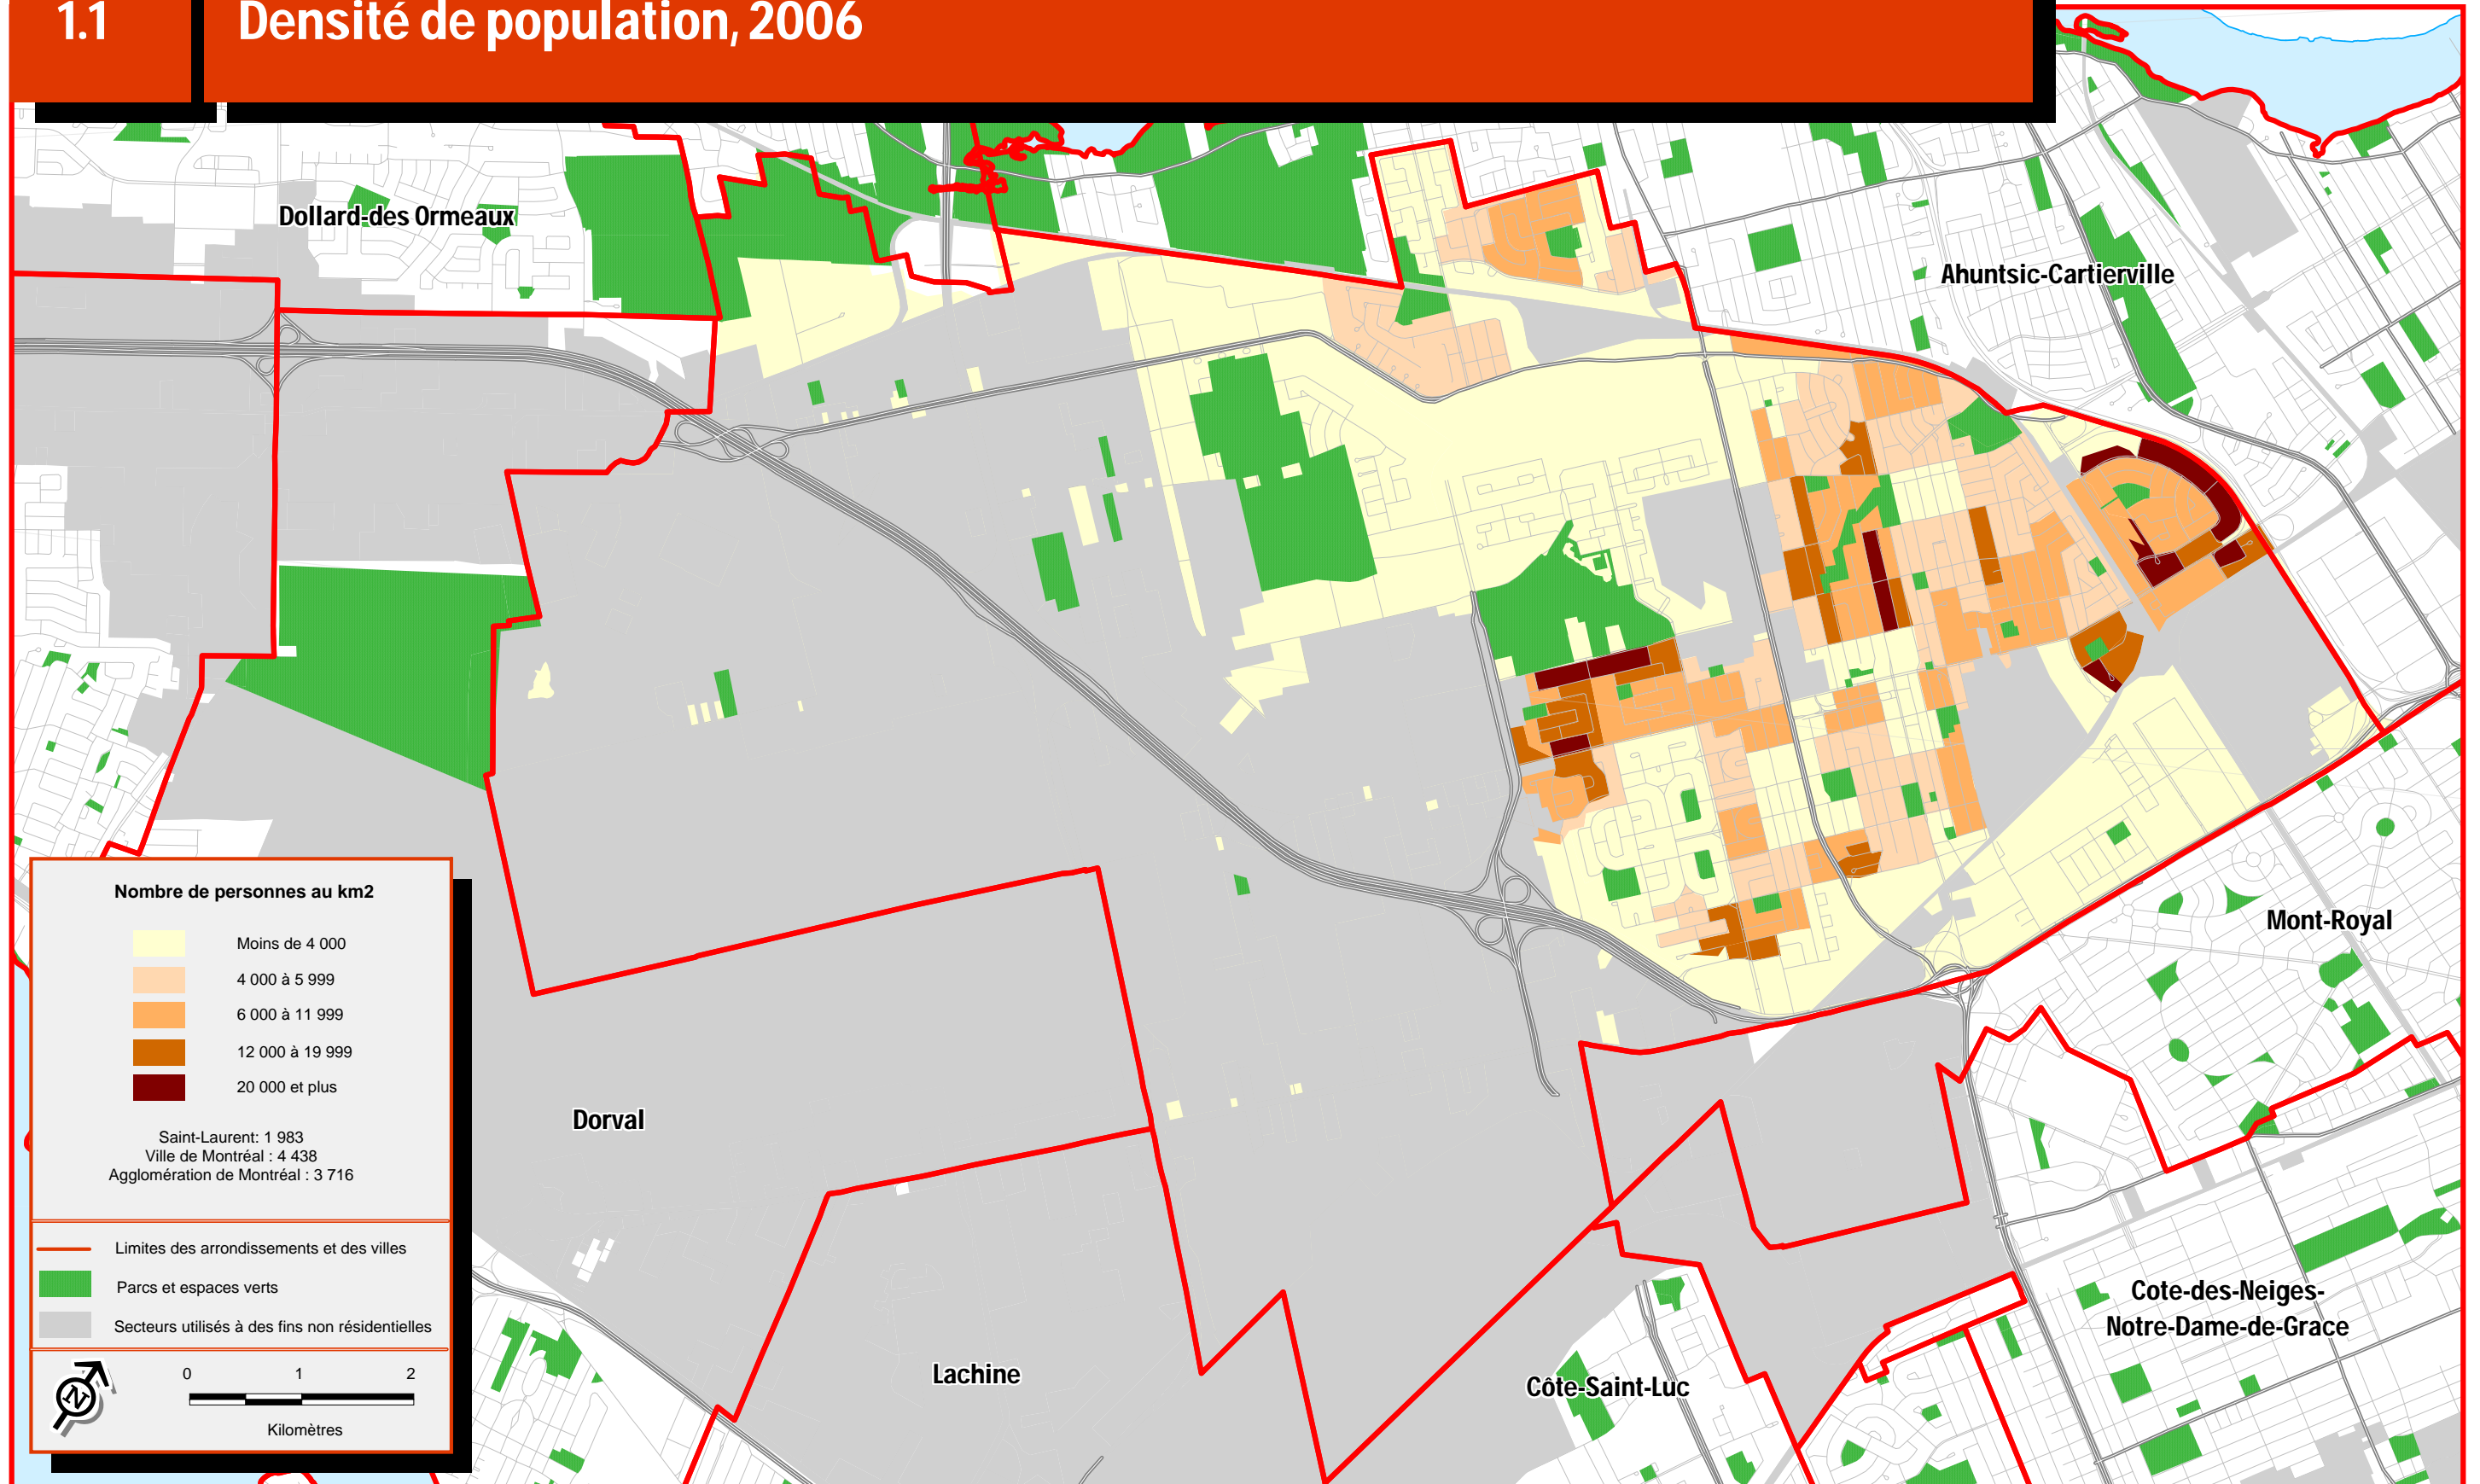 1.1 Densité de population, 2006
Dollard-des Ormeaux
Ahuntsic-Cartierville
Mont-Royal
Dorval
Lachine
Côte-Saint-Luc
Cote-des-Neiges-
Notre-Dame-de-Grace
Nombre de personnes au km2
Moins de 4 000
4 000 à 5 999
6 000 à 11 999
12 000 à 19 999
20 000 et plus
Saint-Laurent: 1 983
Ville de Montréal : 4 438
Agglomération de Montréal : 3 716
Limites des arrondissements et des villes
Parcs et espaces verts
Secteurs utilisés à des fins non résidentielles
N
0 1 2
Kilomètres